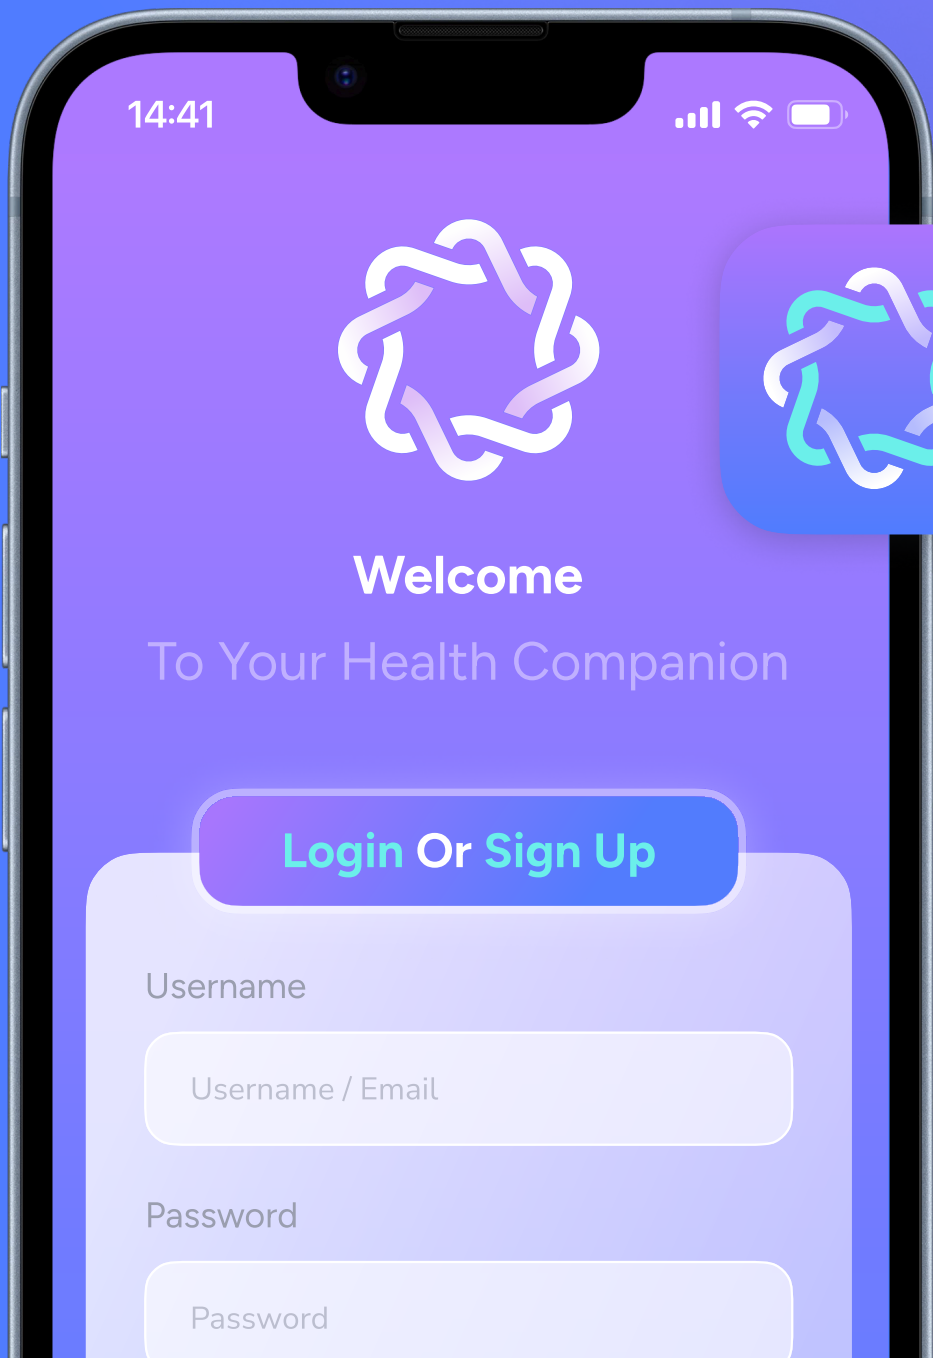 14:41
Welcome
To Your Health Companion
Login Or Sign Up
Username
Username / Email
Password
Password